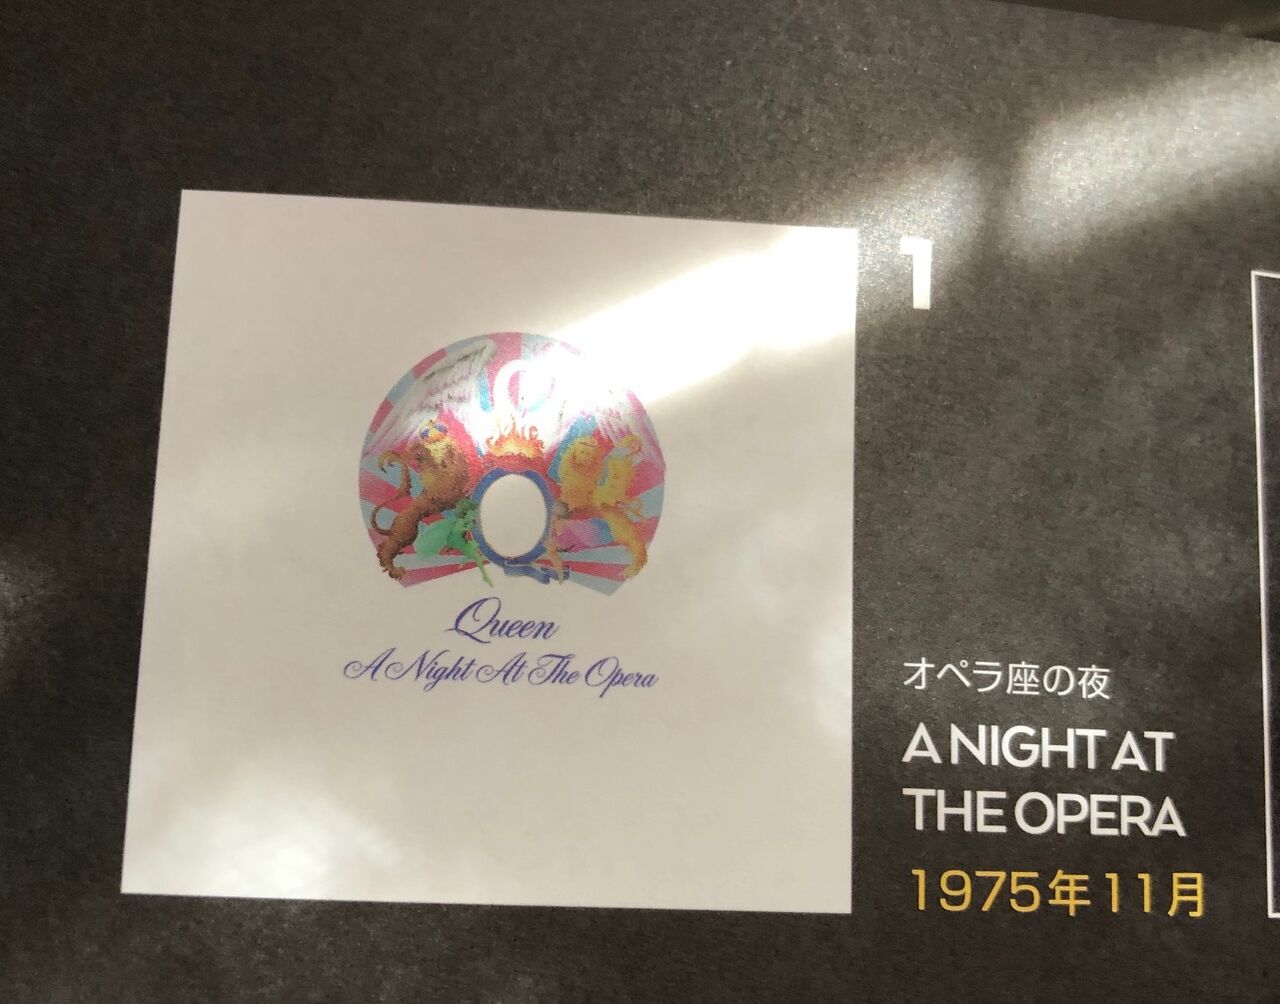 1
Queen
A Night At The Opera
オペラ座の夜
A NIGHT AT
THE OPERA
1975年11月